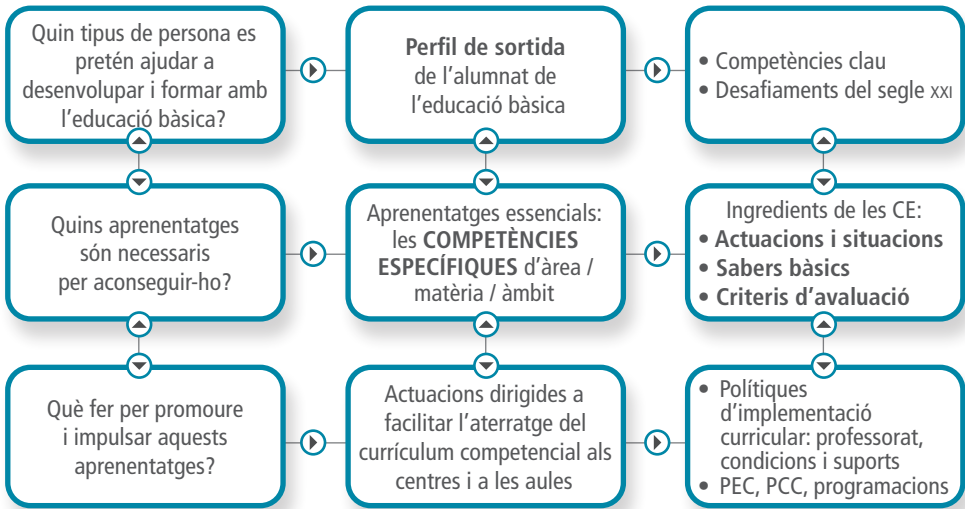 Quin tipus de persona es
pretén ajudar a
desenvolupar i formar amb
l'educació bàsica?
Perfil de sortida
de l'alumnat de
l'educació bàsica
• Competències clau
• Desafiaments del segle XXI
Quins aprenentatges
són necessaris
per aconseguir-ho?
Aprenentatges essencials:
les COMPETÈNCIES
ESPECÍFIQUES d'àrea /
matèria / àmbit
Ingredients de les CE:
• Actuacions i situacions
• Sabers bàsics
• Criteris d'avaluació
Què fer per promoure
i impulsar aquests
aprenentatges?
Actuacions dirigides a
facilitar l'aterratge del
currículum competencial als
centres i a les aules
• Polítiques
d'implementació
curricular: professorat,
condicions i suports
• PEC, PCC, programacions